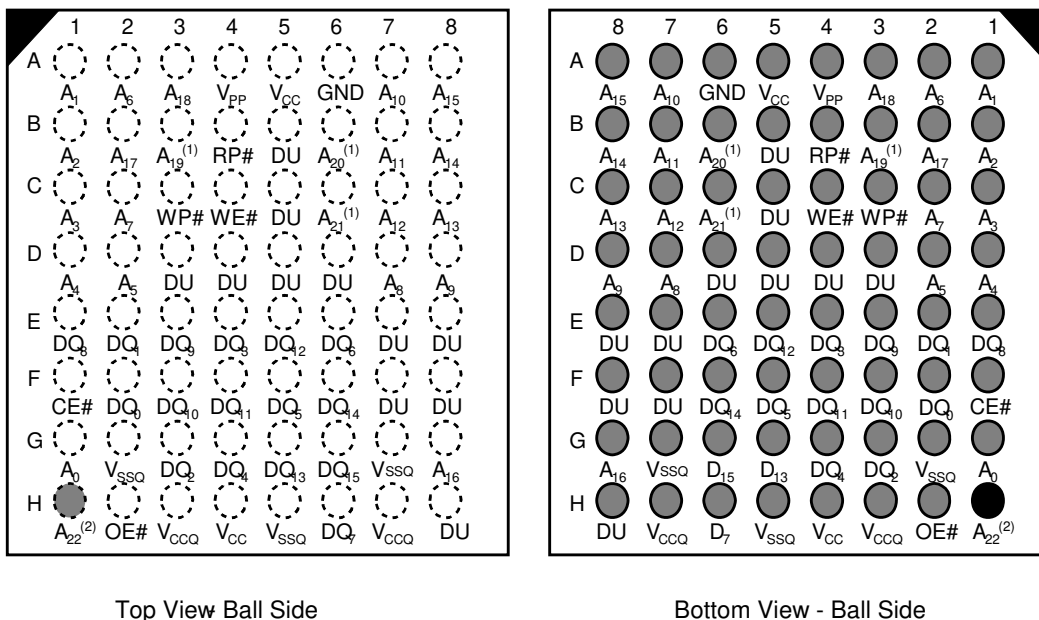 1 2 3 4 5 6 7 8
A
A1 A6 A18 VPP VCC GND A10 A15
B
A2 A17 A19(1) RP# DU A20(1) A11 A14
C
A3 A7 WP# WE# DU A21(1) A12 A13
D
A4 A5 DU DU DU DU A8 A9
E
DQ8 DQ1 DQ9 DQ3 DQ12 DQ6 DU DU
F
CE# DQ0 DQ10 DQ11 DQ5 DQ14 DU DU
G
A0 VSSQ DQ2 DQ4 DQ13 DQ15 VSSQ A16
H
A22(2) OE# VCCQ VCC VSSQ DQ7 VCCQ DU
Top View - Ball Side
8 7 6 5 4 3 2 1
A
A15 A10 GND VCC VPP A18 A6 A1
B
A14 A11 A20(1) DU RP# A19(1) A17 A2
C
A13 A12 A21(1) DU WE# WP# A7 A3
D
A9 A8 DU DU DU DU A5 A4
E
DU DU DQ6 DQ12 DQ3 DQ9 DQ1 DQ8
F
DU DU DQ14 DQ5 DQ11 DQ10 DQ0 CE#
G
A16 VSSQ D15 D13 DQ4 DQ2 VSSQ A0
H
DU VCCQ D7 VSSQ VCC VCCQ OE# A22(2)
Bottom View - Ball Side